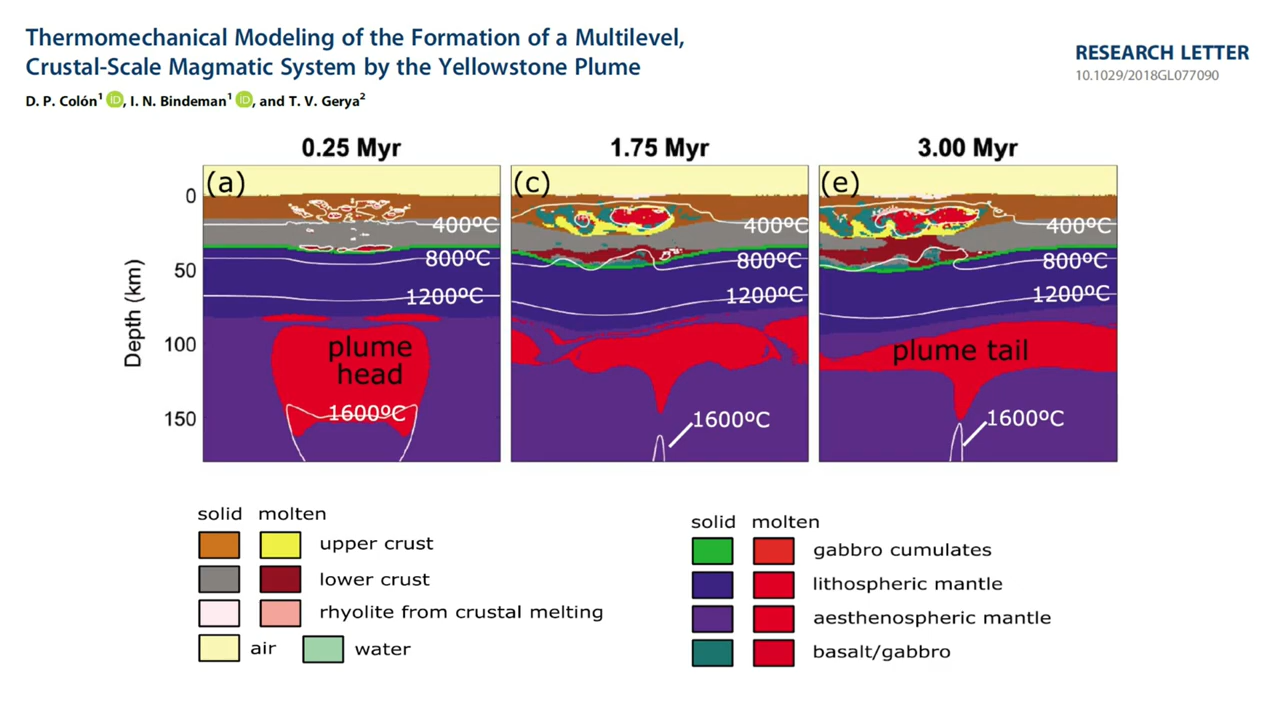 Thermomechanical Modeling of the Formation of a Multilevel,
Crustal-Scale Magmatic System by the Yellowstone Plume
RESEARCH LETTER
10.1029/2018GL077090
D. P. Colón¹ iD, I. N. Bindeman¹ iD, and T. V. Gerya²
0.25 Myr
1.75 Myr
3.00 Myr
(a)
(c)
(e)
Depth (km)
0
50
100
150
400ºC
800ºC
1200ºC
plume
head
1600ºC
400ºC
800ºC
1200ºC
1600ºC
400ºC
800ºC
1200ºC
plume tail
1600ºC
solid molten
upper crust
lower crust
rhyolite from crustal melting
air water
solid molten
gabbro cumulates
lithospheric mantle
aesthenospheric mantle
basalt/gabbro